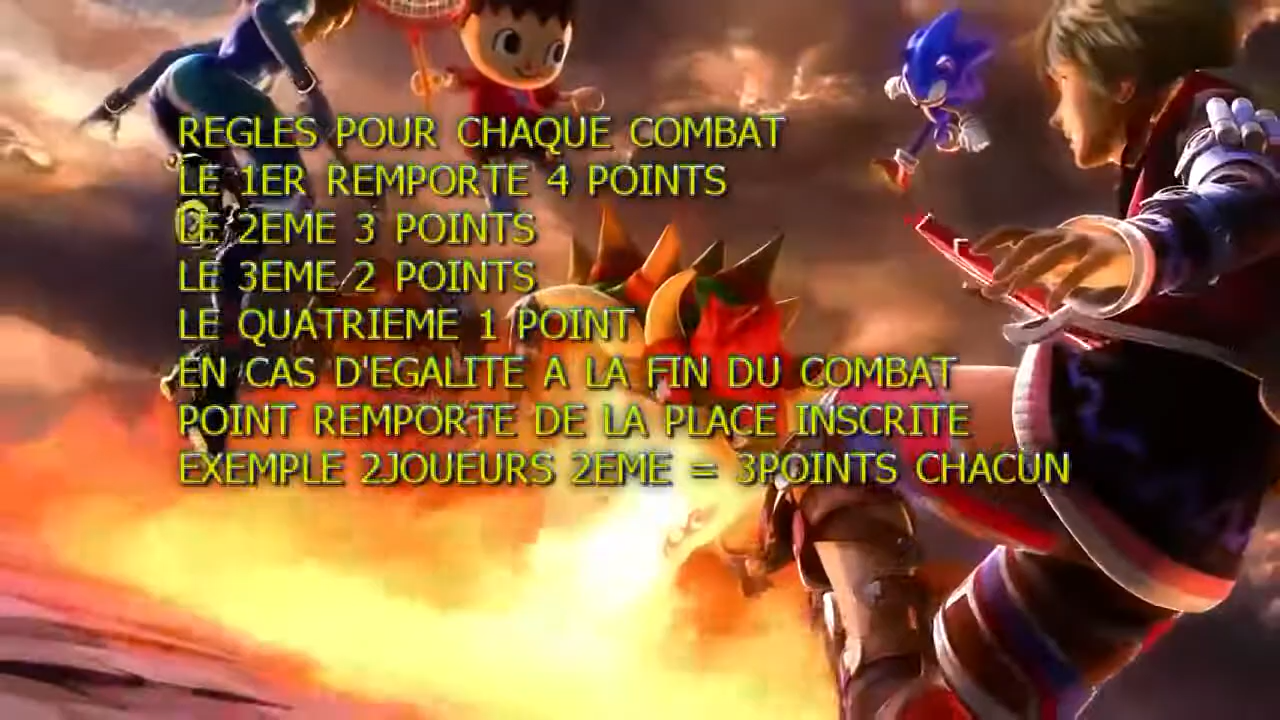 REGLES POUR CHAQUE COMBAT
LE 1ER REMPORTE 4 POINTS
LE 2EME 3 POINTS
LE 3EME 2 POINTS
LE QUATRIEME 1 POINT
EN CAS D'EGALITE A LA FIN DU COMBAT
POINT REMPORTE DE LA PLACE INSCRITE
EXEMPLE 2JOUEURS 2EME = 3POINTS CHACUN